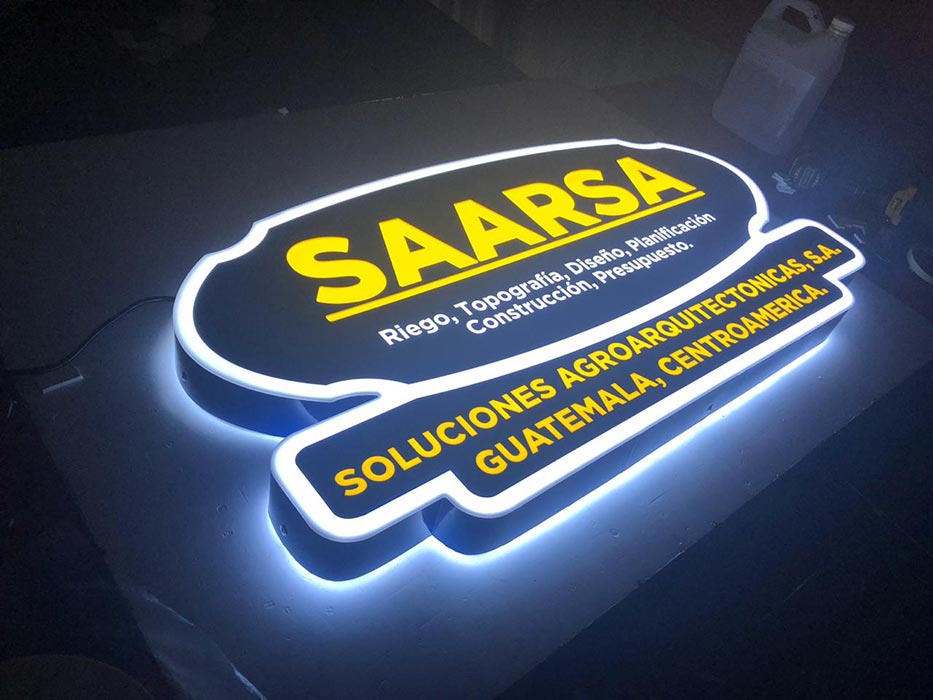 SAARSA
Riego, Topografía, Diseño, Planificación
Construcción, Presupuesto.
SOLUCIONES AGROARQUITECTONICAS, S.A.
GUATEMALA, CENTROAMERICA.